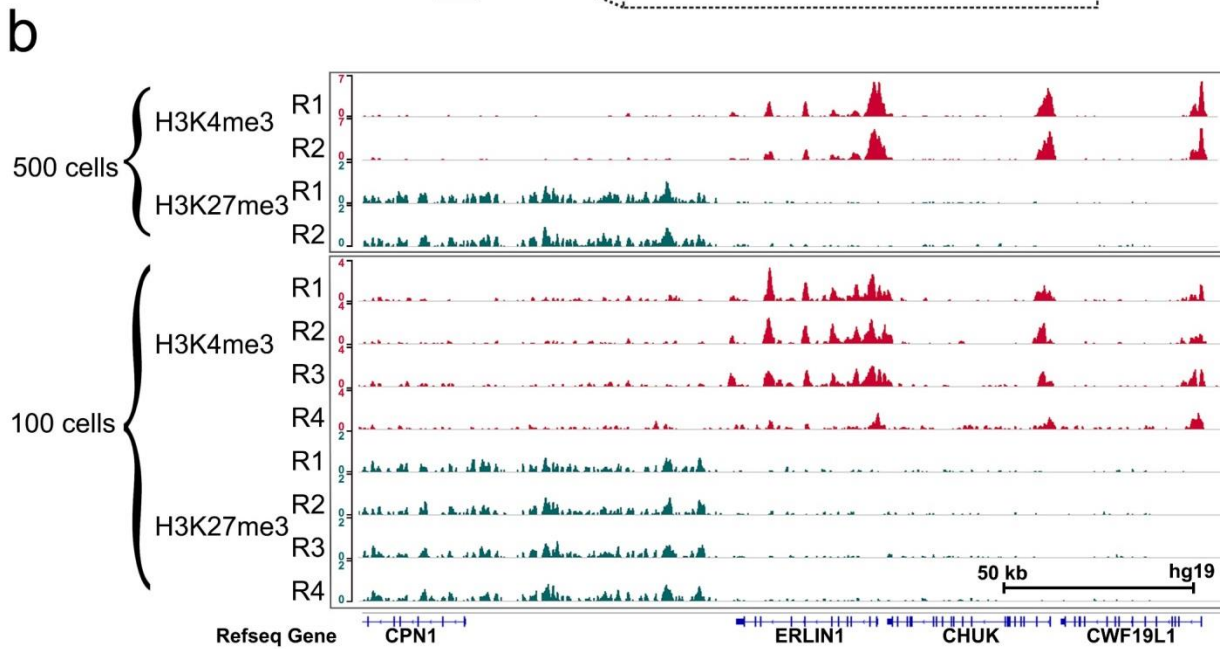 b
500 cells
H3K4me3
R1
7
0
R2
7
0
H3K27me3
R1
2
0
R2
2
0
100 cells
H3K4me3
R1
4
0
R2
4
0
R3
4
0
R4
4
0
H3K27me3
R1
2
0
R2
2
0
R3
2
0
R4
2
0
50 kb hg19
Refseq Gene CPN1 ERLIN1 CHUK CWF19L1